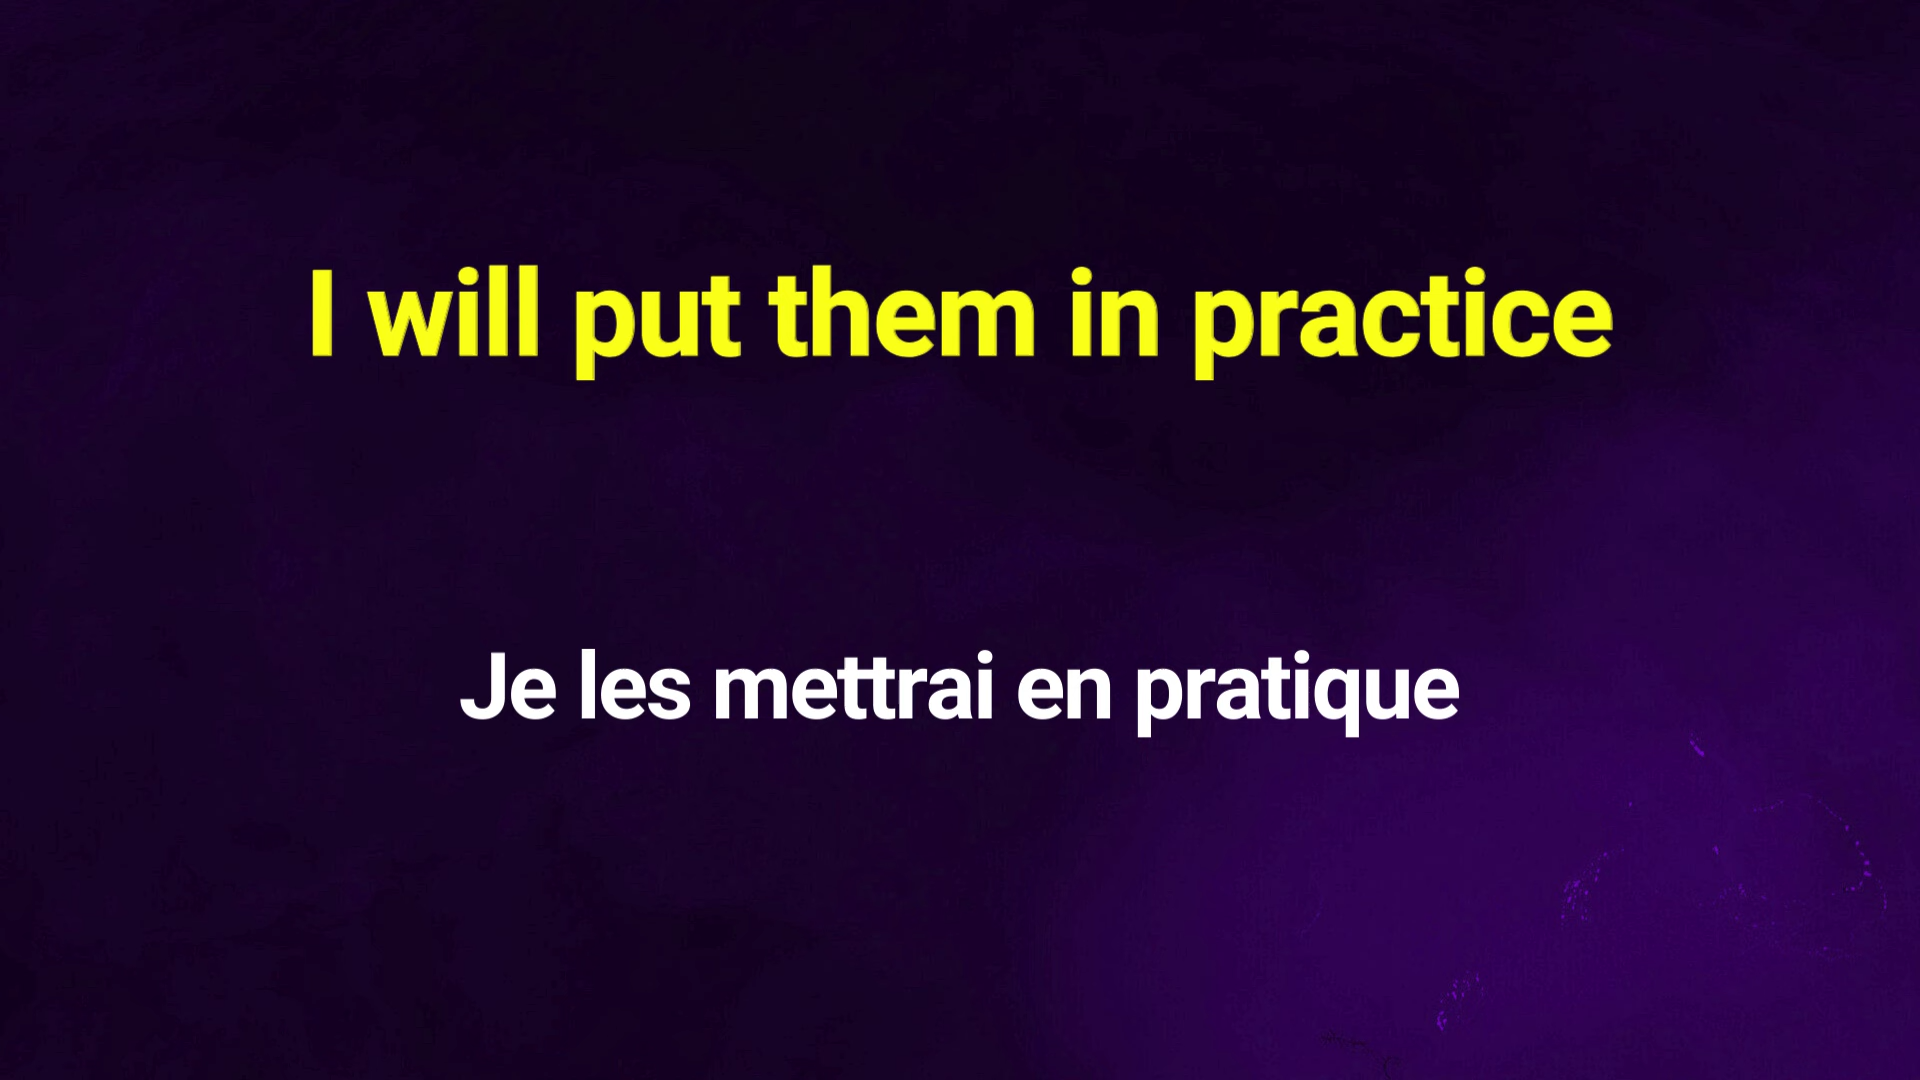 I will put them in practice
Je les mettrai en pratique